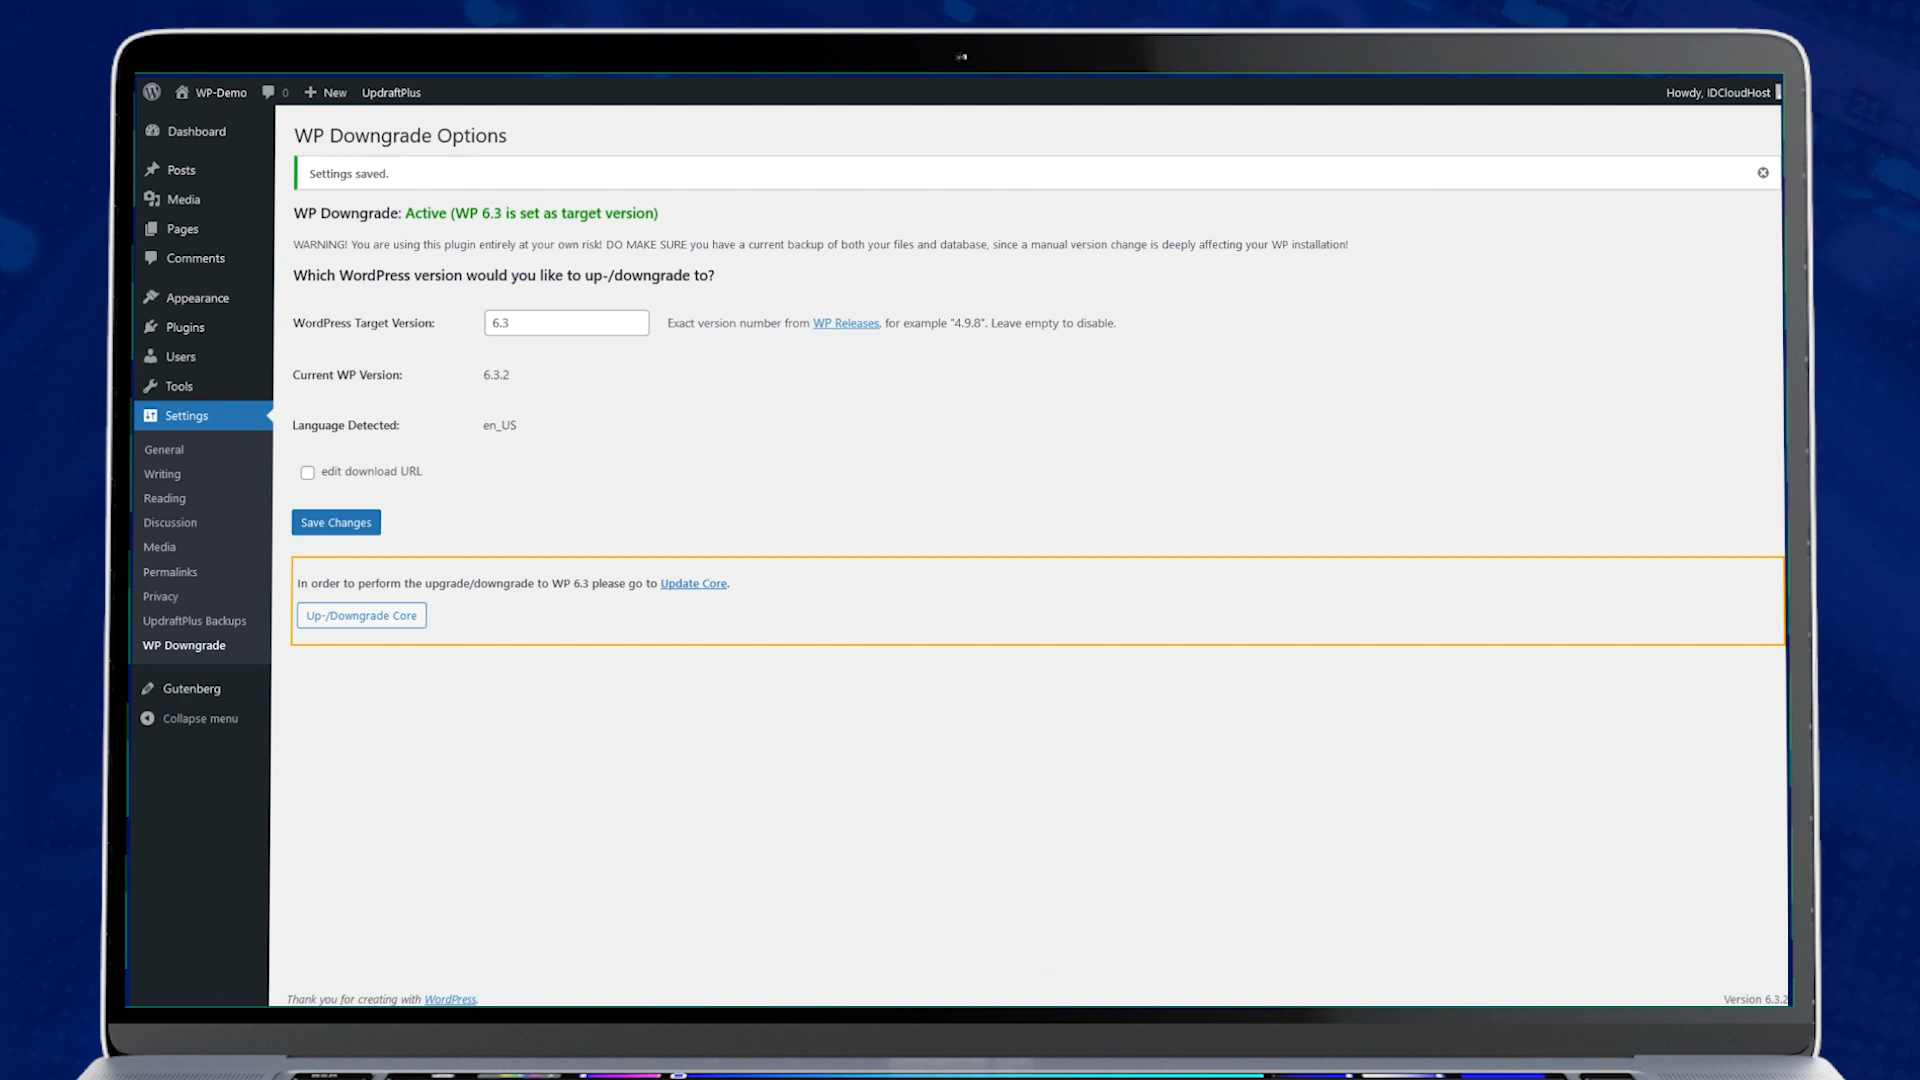 WP-Demo 0 New UpdraftPlus Howdy, IDCloudHost
Dashboard
Posts
Media
Pages
Comments
Appearance
Plugins
Users
Tools
Settings
General
Writing
Reading
Discussion
Media
Permalinks
Privacy
UpdraftPlus Backups
WP Downgrade
Gutenberg
Collapse menu
WP Downgrade Options
Settings saved.
WP Downgrade: Active (WP 6.3 is set as target version)
WARNING! You are using this plugin entirely at your own risk! DO MAKE SURE you have a current backup of both your files and database, since a manual version change is deeply affecting your WP installation!
Which WordPress version would you like to up-/downgrade to?
WordPress Target Version: 6.3 Exact version number from WP Releases, for example "4.9.8". Leave empty to disable.
Current WP Version: 6.3.2
Language Detected: en_US
edit download URL
Save Changes
In order to perform the upgrade/downgrade to WP 6.3 please go to Update Core.
Up-/Downgrade Core
Thank you for creating with WordPress.
Version 6.3.2